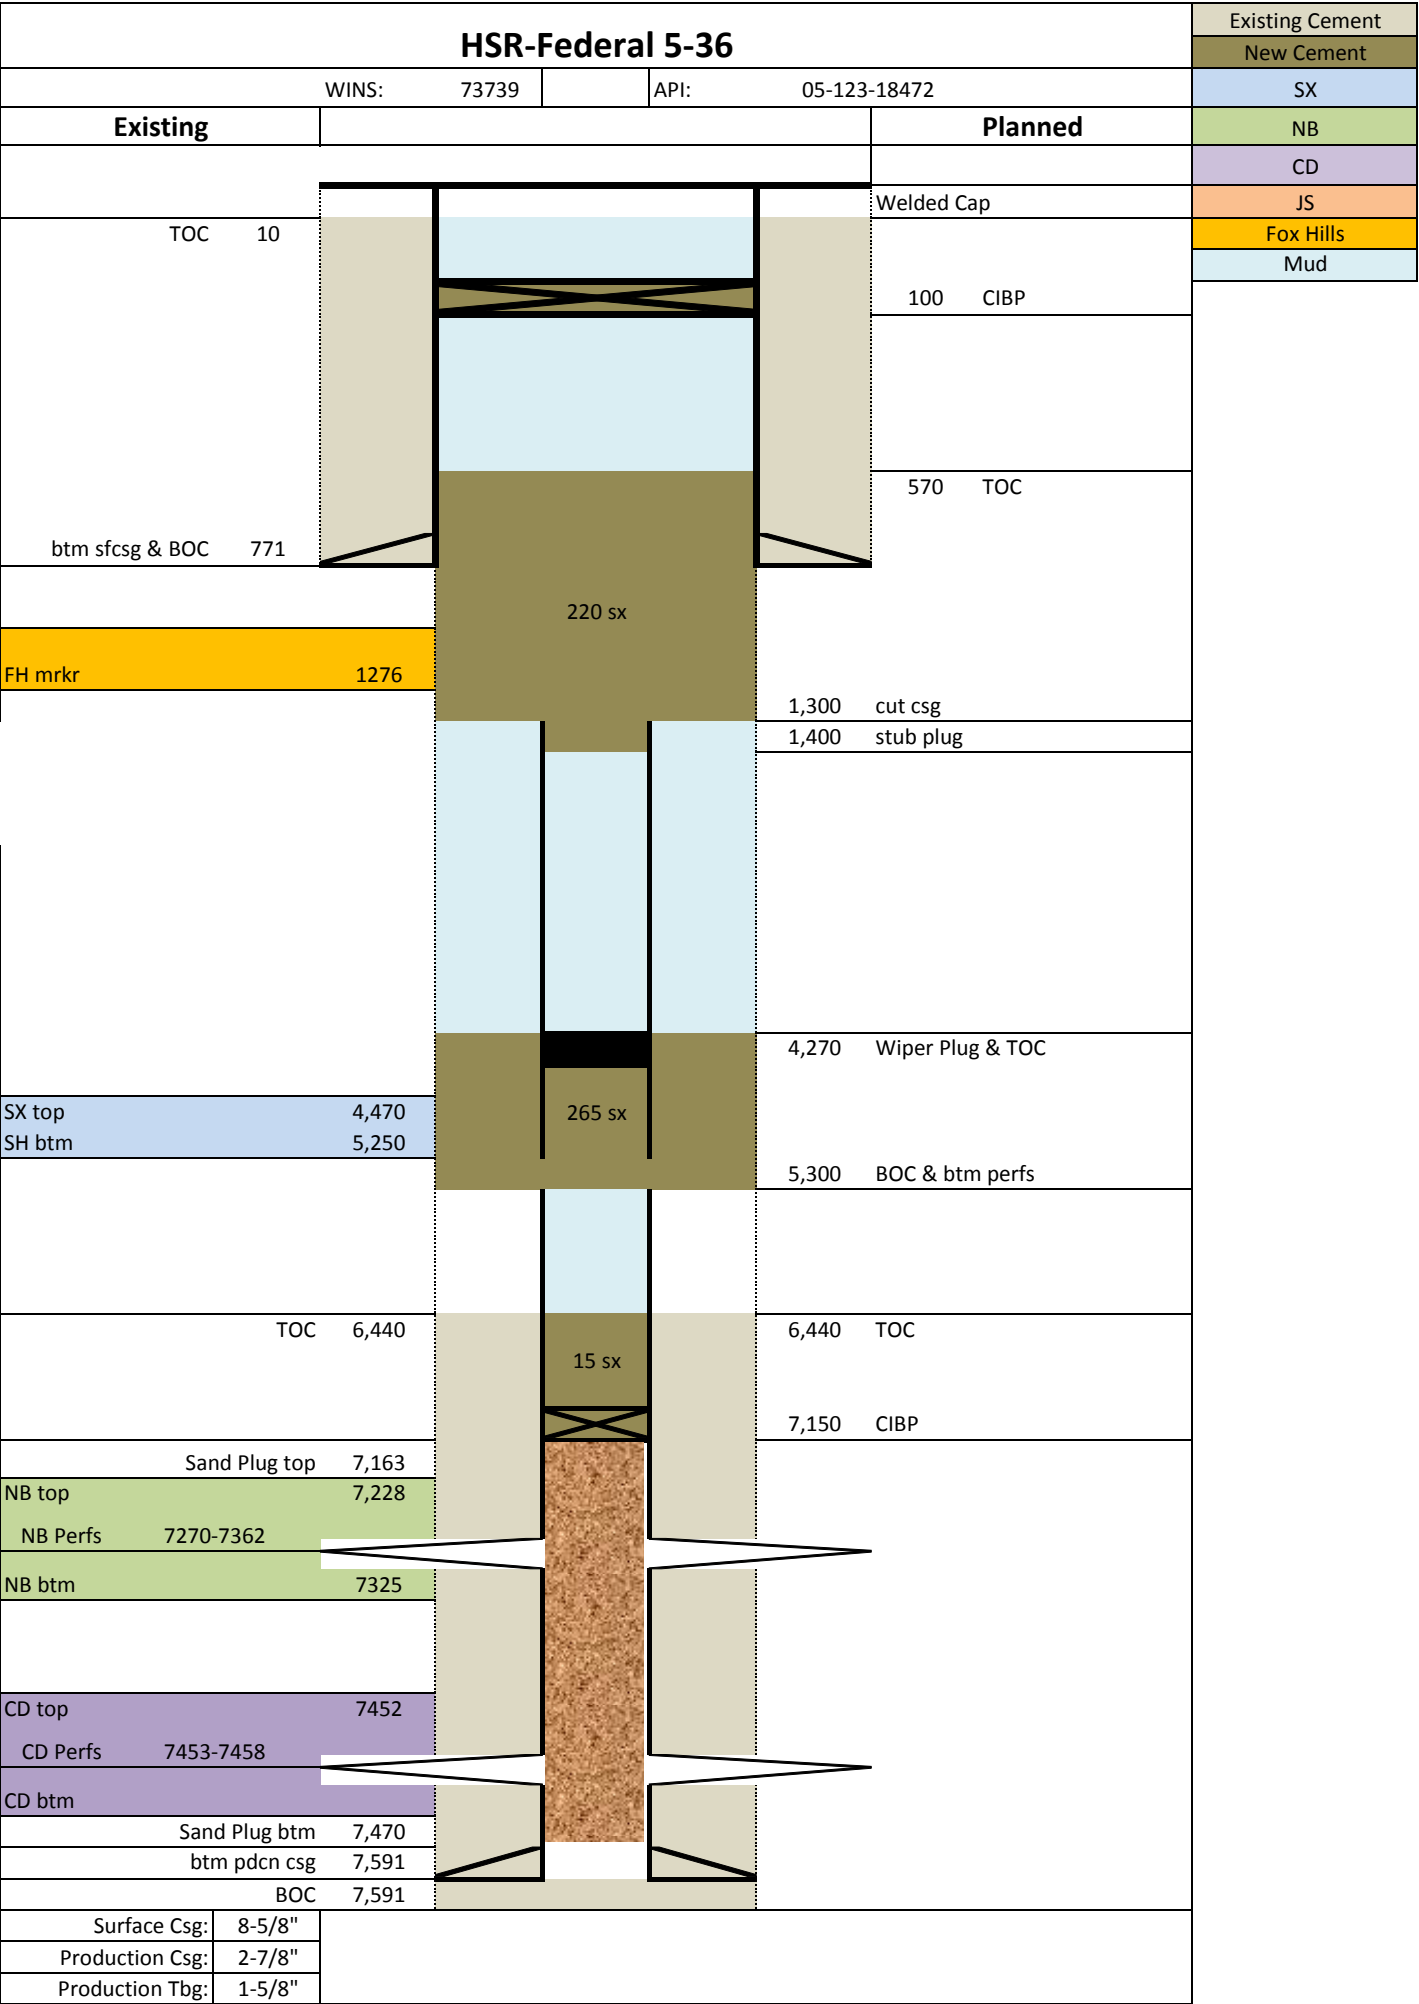 HSR-Federal 5-36
Existing Cement
New Cement
WINS: 73739 API: 05-123-18472
SX
Existing Planned
NB
CD
Welded Cap
JS
TOC 10
Fox Hills
Mud
100 CIBP
570 TOC
btm sfcsg & BOC 771
220 sx
FH mrkr 1276
1,300 cut csg
1,400 stub plug
4,270 Wiper Plug & TOC
SX top 4,470
265 sx
SH btm 5,250
5,300 BOC & btm perfs
TOC 6,440
6,440 TOC
15 sx
7,150 CIBP
Sand Plug top 7,163
NB top 7,228
NB Perfs 7270-7362
NB btm 7325
CD top 7452
CD Perfs 7453-7458
CD btm
Sand Plug btm 7,470
btm pdcn csg 7,591
BOC 7,591
Surface Csg: 8-5/8"
Production Csg: 2-7/8"
Production Tbg: 1-5/8"